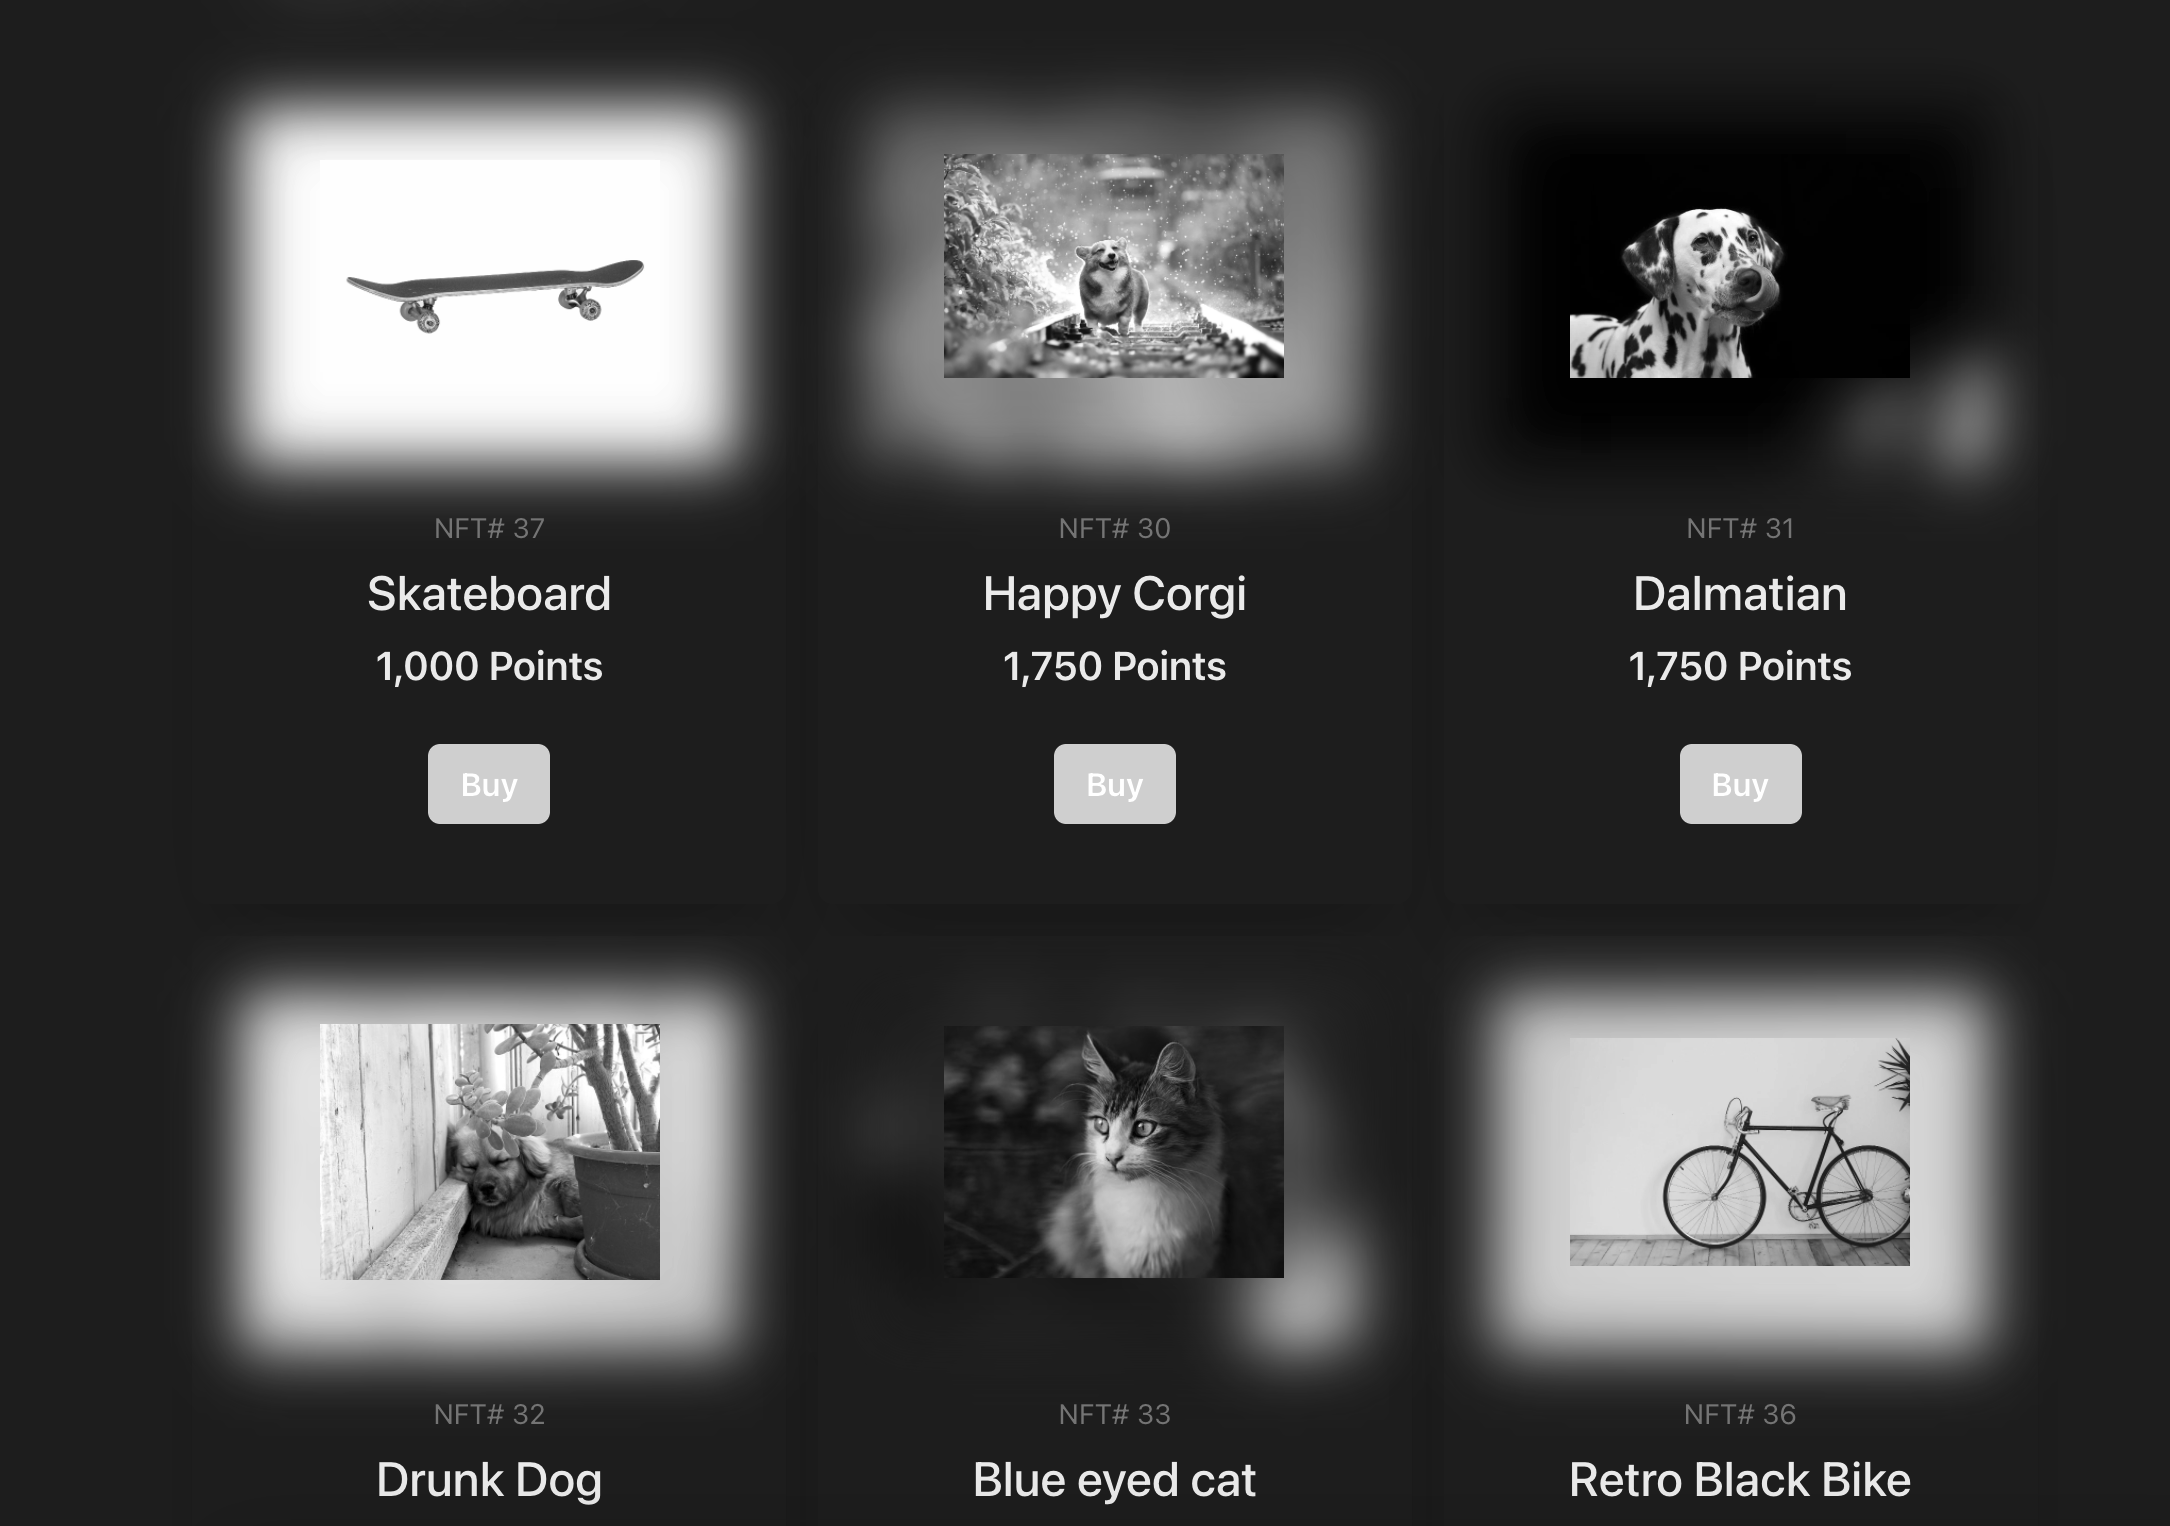 NFT# 37
Skateboard
1,000 Points
Buy
NFT# 30
Happy Corgi
1,750 Points
Buy
NFT# 31
Dalmatian
1,750 Points
Buy
NFT# 32
Drunk Dog
NFT# 33
Blue eyed cat
NFT# 36
Retro Black Bike